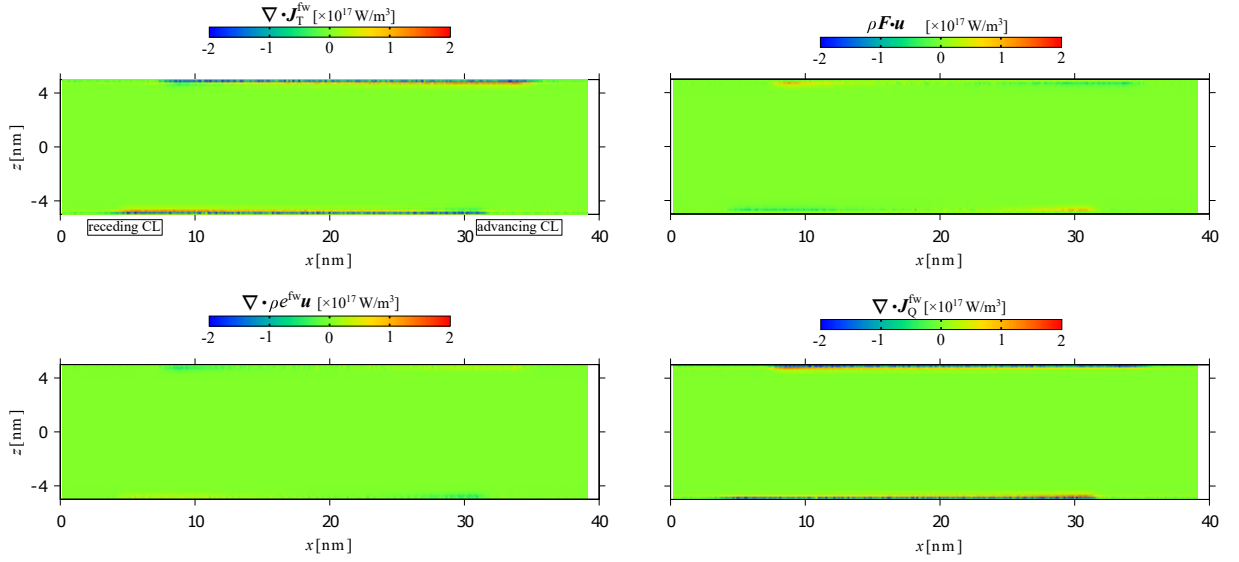 ∇ · J_T^fw [×10^17 W/m^3]
-2 -1 0 1 2
4
0
-4
z [nm]
receding CL
advancing CL
0 10 20 30 40
x [nm]
ρF·u [×10^17 W/m^3]
-2 -1 0 1 2
4
0
-4
z [nm]
0 10 20 30 40
x [nm]
∇ · ρe^fw u [×10^17 W/m^3]
-2 -1 0 1 2
4
0
-4
z [nm]
0 10 20 30 40
x [nm]
∇ · J_Q^fw [×10^17 W/m^3]
-2 -1 0 1 2
4
0
-4
z [nm]
0 10 20 30 40
x [nm]